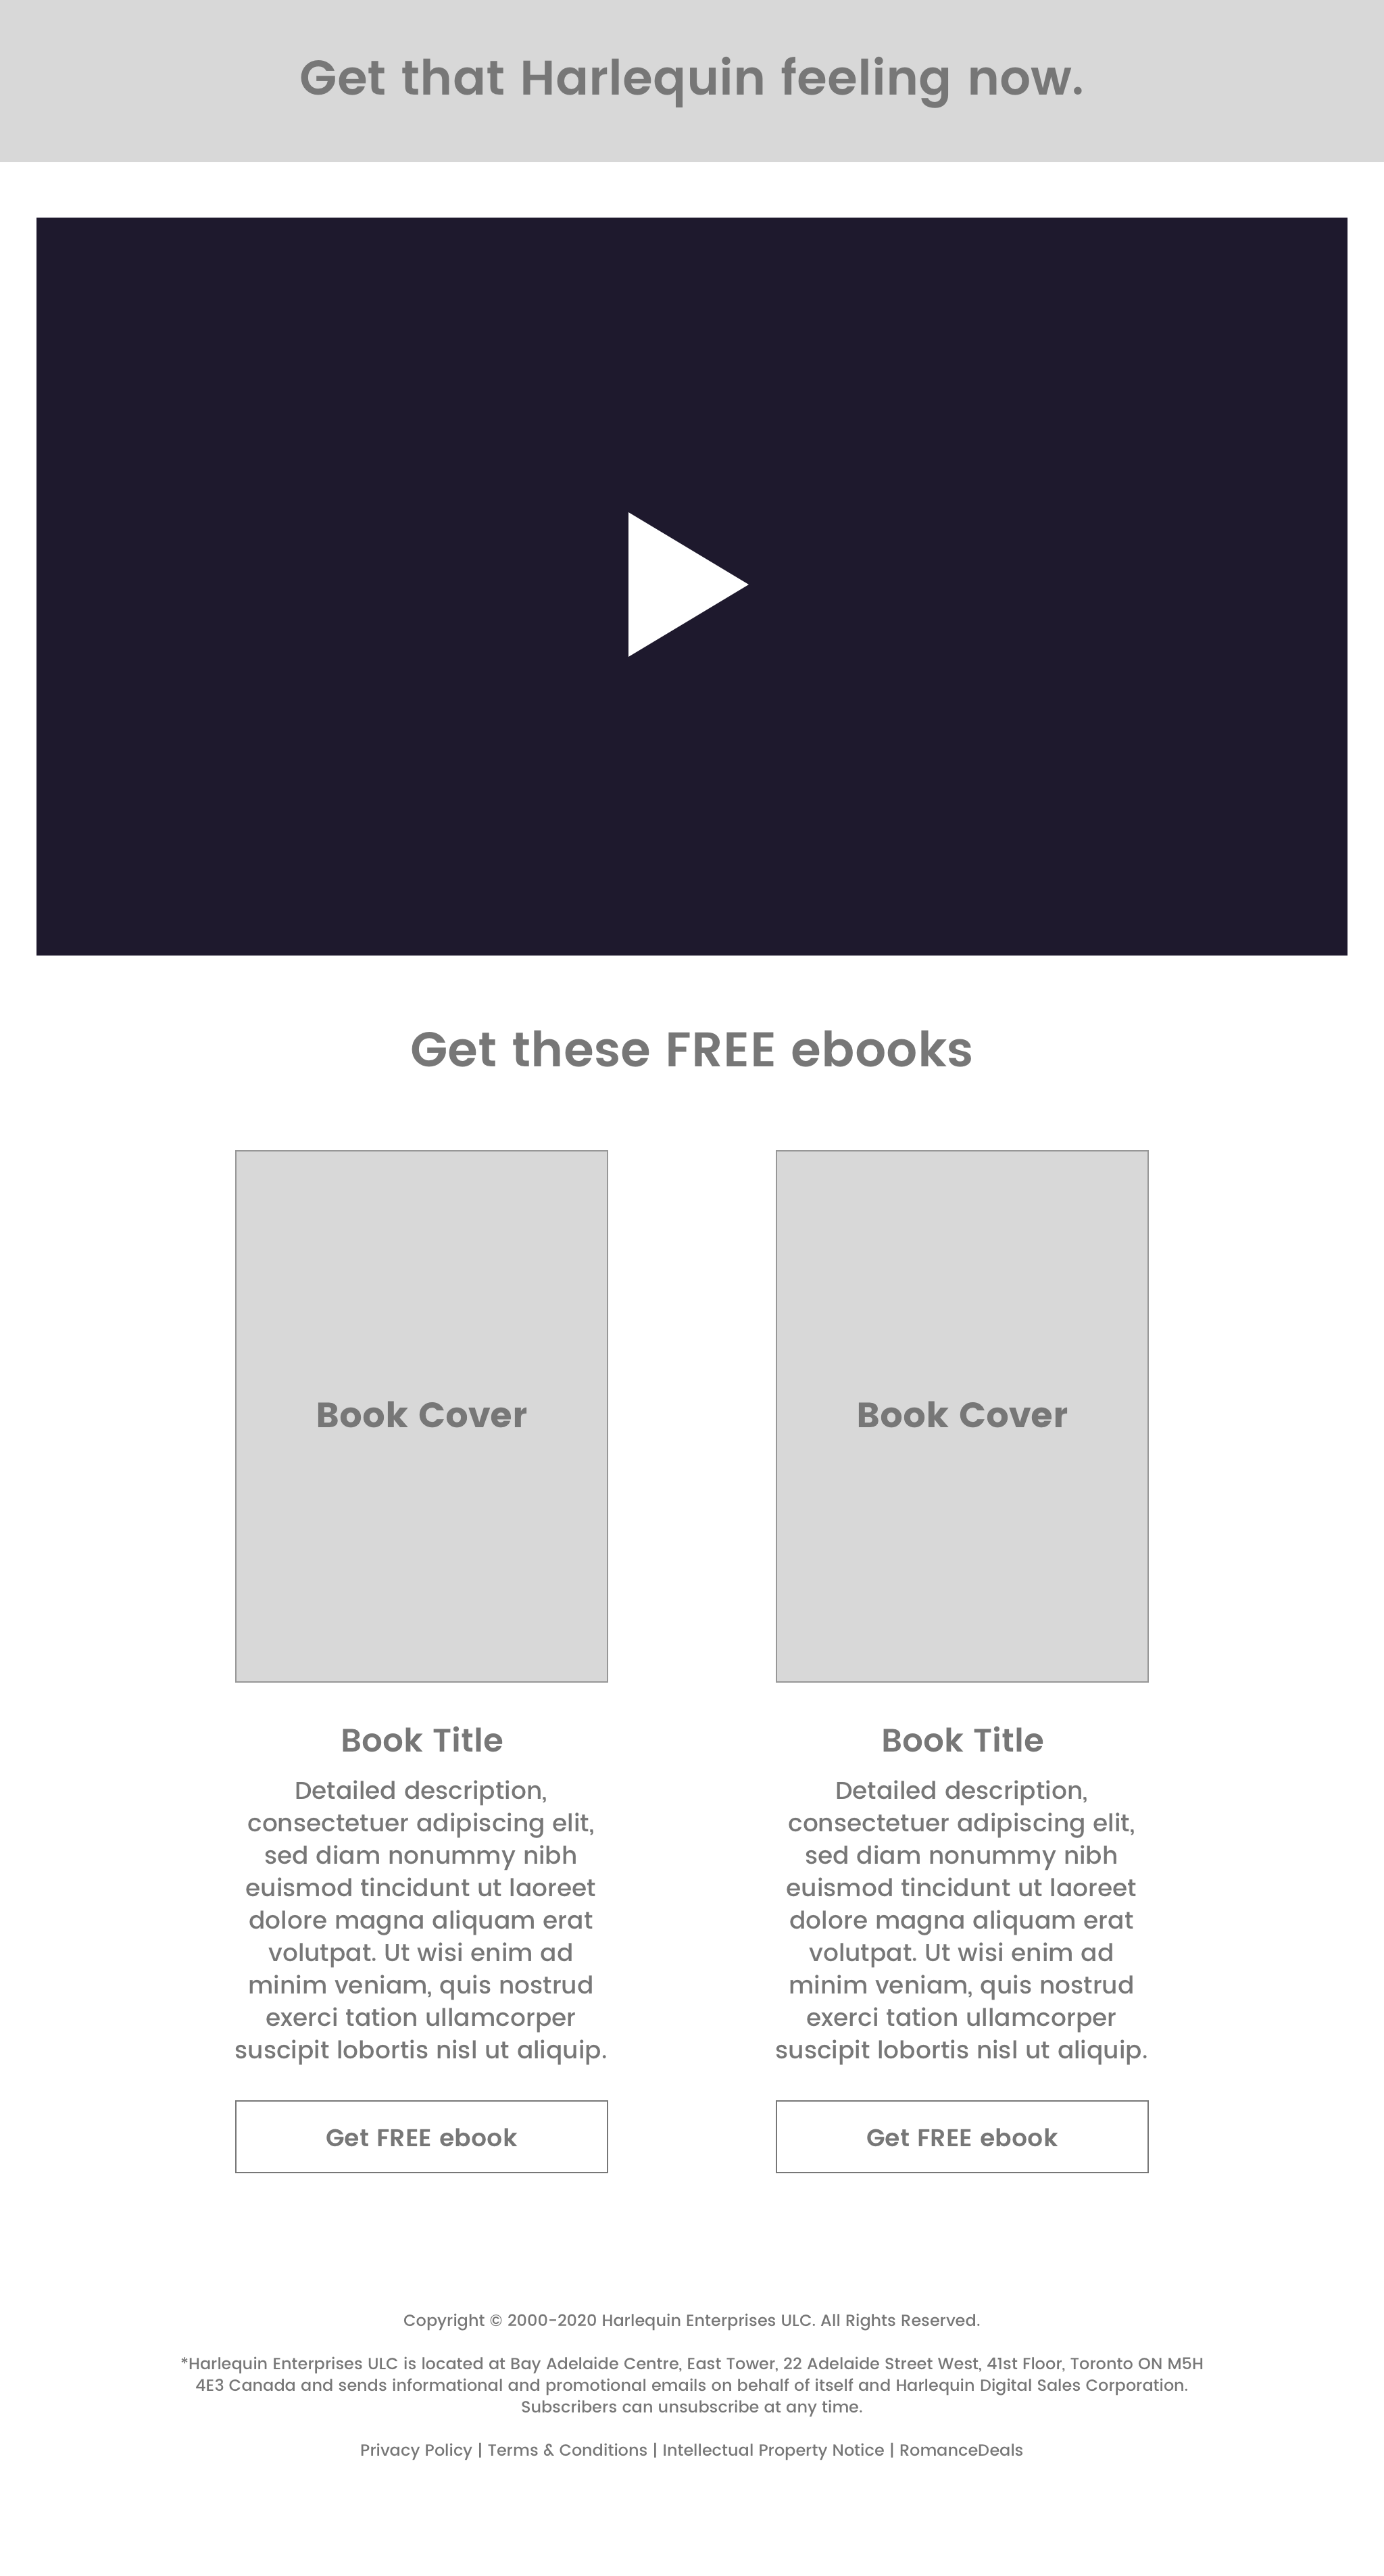 Get that Harlequin feeling now.
Get these FREE ebooks
Book Cover
Book Title
Detailed description,
consectetuer adipiscing elit,
sed diam nonummy nibh
euismod tincidunt ut laoreet
dolore magna aliquam erat
volutpat. Ut wisi enim ad
minim veniam, quis nostrud
exerci tation ullamcorper
suscipit lobortis nisl ut aliquip.
Get FREE ebook
Book Cover
Book Title
Detailed description,
consectetuer adipiscing elit,
sed diam nonummy nibh
euismod tincidunt ut laoreet
dolore magna aliquam erat
volutpat. Ut wisi enim ad
minim veniam, quis nostrud
exerci tation ullamcorper
suscipit lobortis nisl ut aliquip.
Get FREE ebook
Copyright © 2000-2020 Harlequin Enterprises ULC. All Rights Reserved.
*Harlequin Enterprises ULC is located at Bay Adelaide Centre, East Tower, 22 Adelaide Street West, 41st Floor, Toronto ON M5H
4E3 Canada and sends informational and promotional emails on behalf of itself and Harlequin Digital Sales Corporation.
Subscribers can unsubscribe at any time.
Privacy Policy | Terms & Conditions | Intellectual Property Notice | RomanceDeals